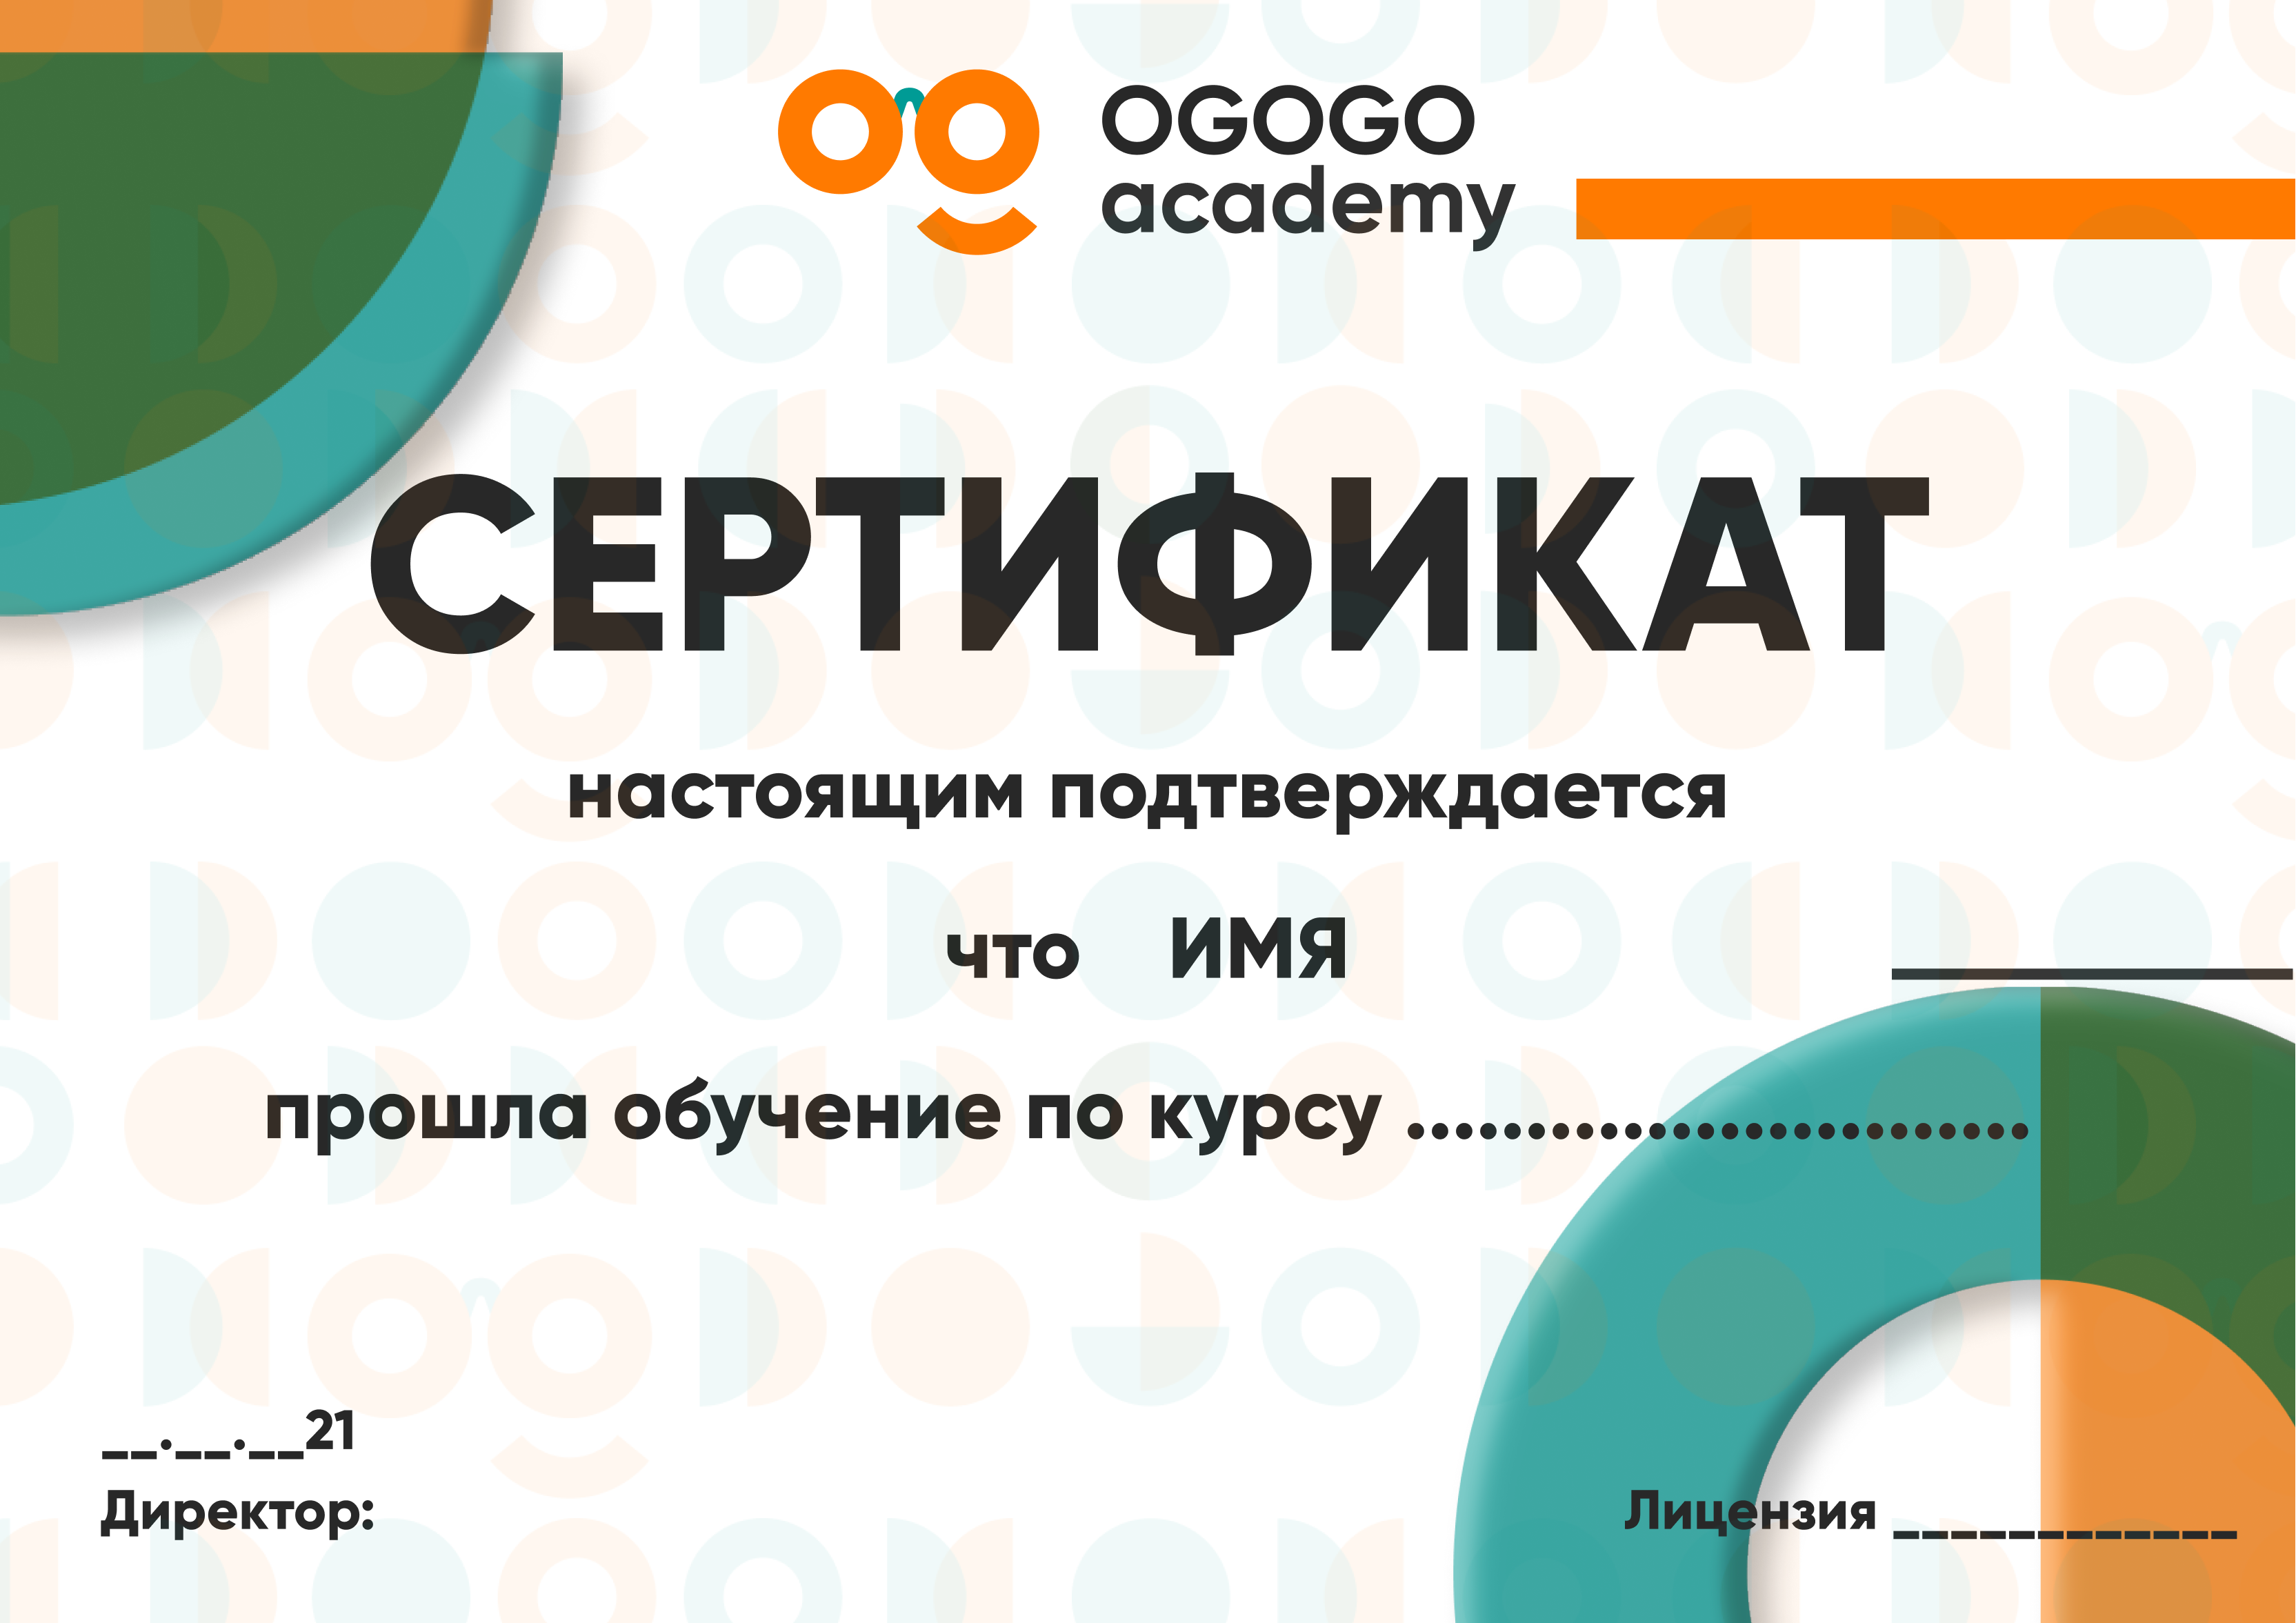 OGOGO
academy
СЕРТИФИКАТ
настоящим подтверждается
что ИМЯ
прошла обучение по курсу ..........................
__.__.__21
Директор:
Лицензия ____________